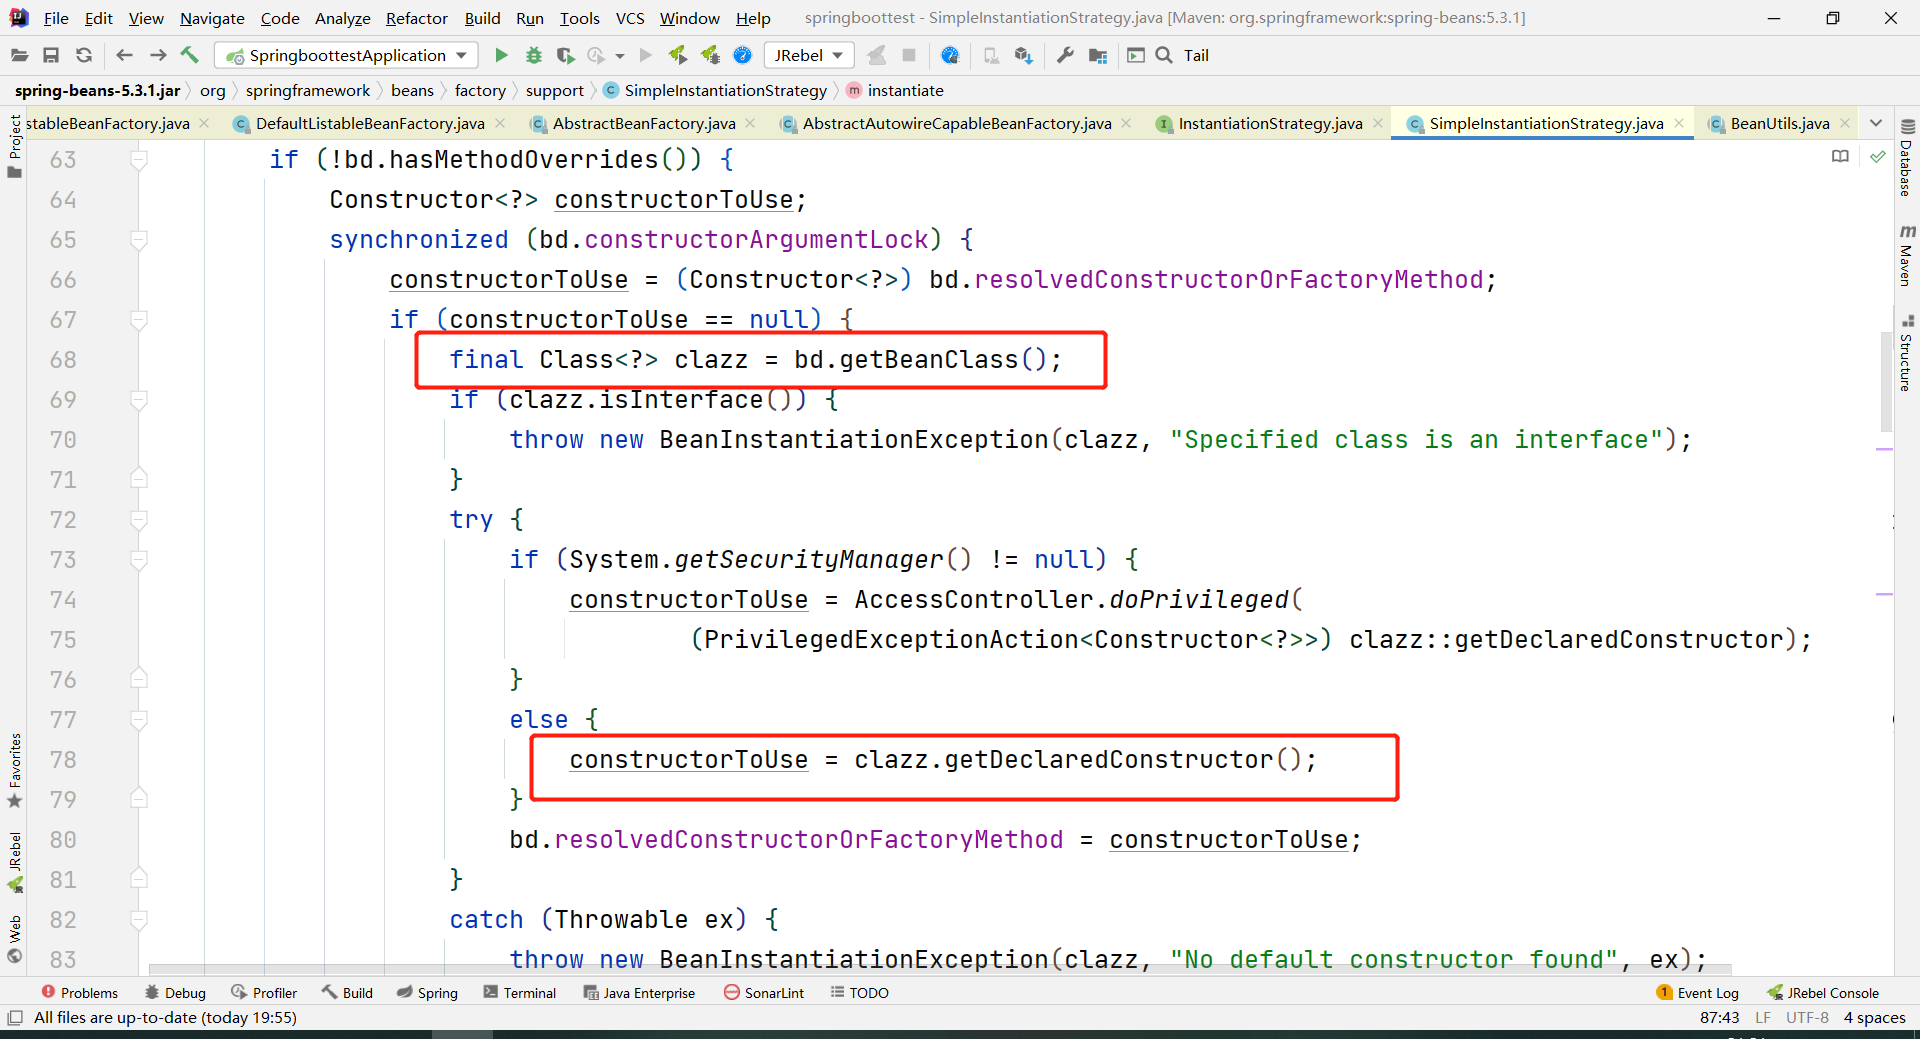 File Edit View Navigate Code Analyze Refactor Build Run Tools VCS Window Help springboottest - SimpleInstantiationStrategy.java [Maven: org.springframework:spring-beans:5.3.1]
SpringboottestApplication JRebel Tail
spring-beans-5.3.1.jar org springframework beans factory support SimpleInstantiationStrategy instantiate
stableBeanFactory.java DefaultListableBeanFactory.java AbstractBeanFactory.java AbstractAutowireCapableBeanFactory.java InstantiationStrategy.java SimpleInstantiationStrategy.java BeanUtils.java
Project
Favorites
JRebel
Web
63 if (!bd.hasMethodOverrides()) {
64 Constructor<?> constructorToUse;
65 synchronized (bd.constructorArgumentLock) {
66 constructorToUse = (Constructor<?>) bd.resolvedConstructorOrFactoryMethod;
67 if (constructorToUse == null) {
68 final Class<?> clazz = bd.getBeanClass();
69 if (clazz.isInterface()) {
70 throw new BeanInstantiationException(clazz, "Specified class is an interface");
71 }
72 try {
73 if (System.getSecurityManager() != null) {
74 constructorToUse = AccessController.doPrivileged(
75 (PrivilegedExceptionAction<Constructor<?>>) clazz::getDeclaredConstructor);
76 }
77 else {
78 constructorToUse = clazz.getDeclaredConstructor();
79 }
80 bd.resolvedConstructorOrFactoryMethod = constructorToUse;
81 }
82 catch (Throwable ex) {
83 throw new BeanInstantiationException(clazz, "No default constructor found", ex);
Database
Maven
Structure
Problems Debug Profiler Build Spring Terminal Java Enterprise SonarLint TODO 1 Event Log JRebel Console
All files are up-to-date (today 19:55) 87:43 LF UTF-8 4 spaces